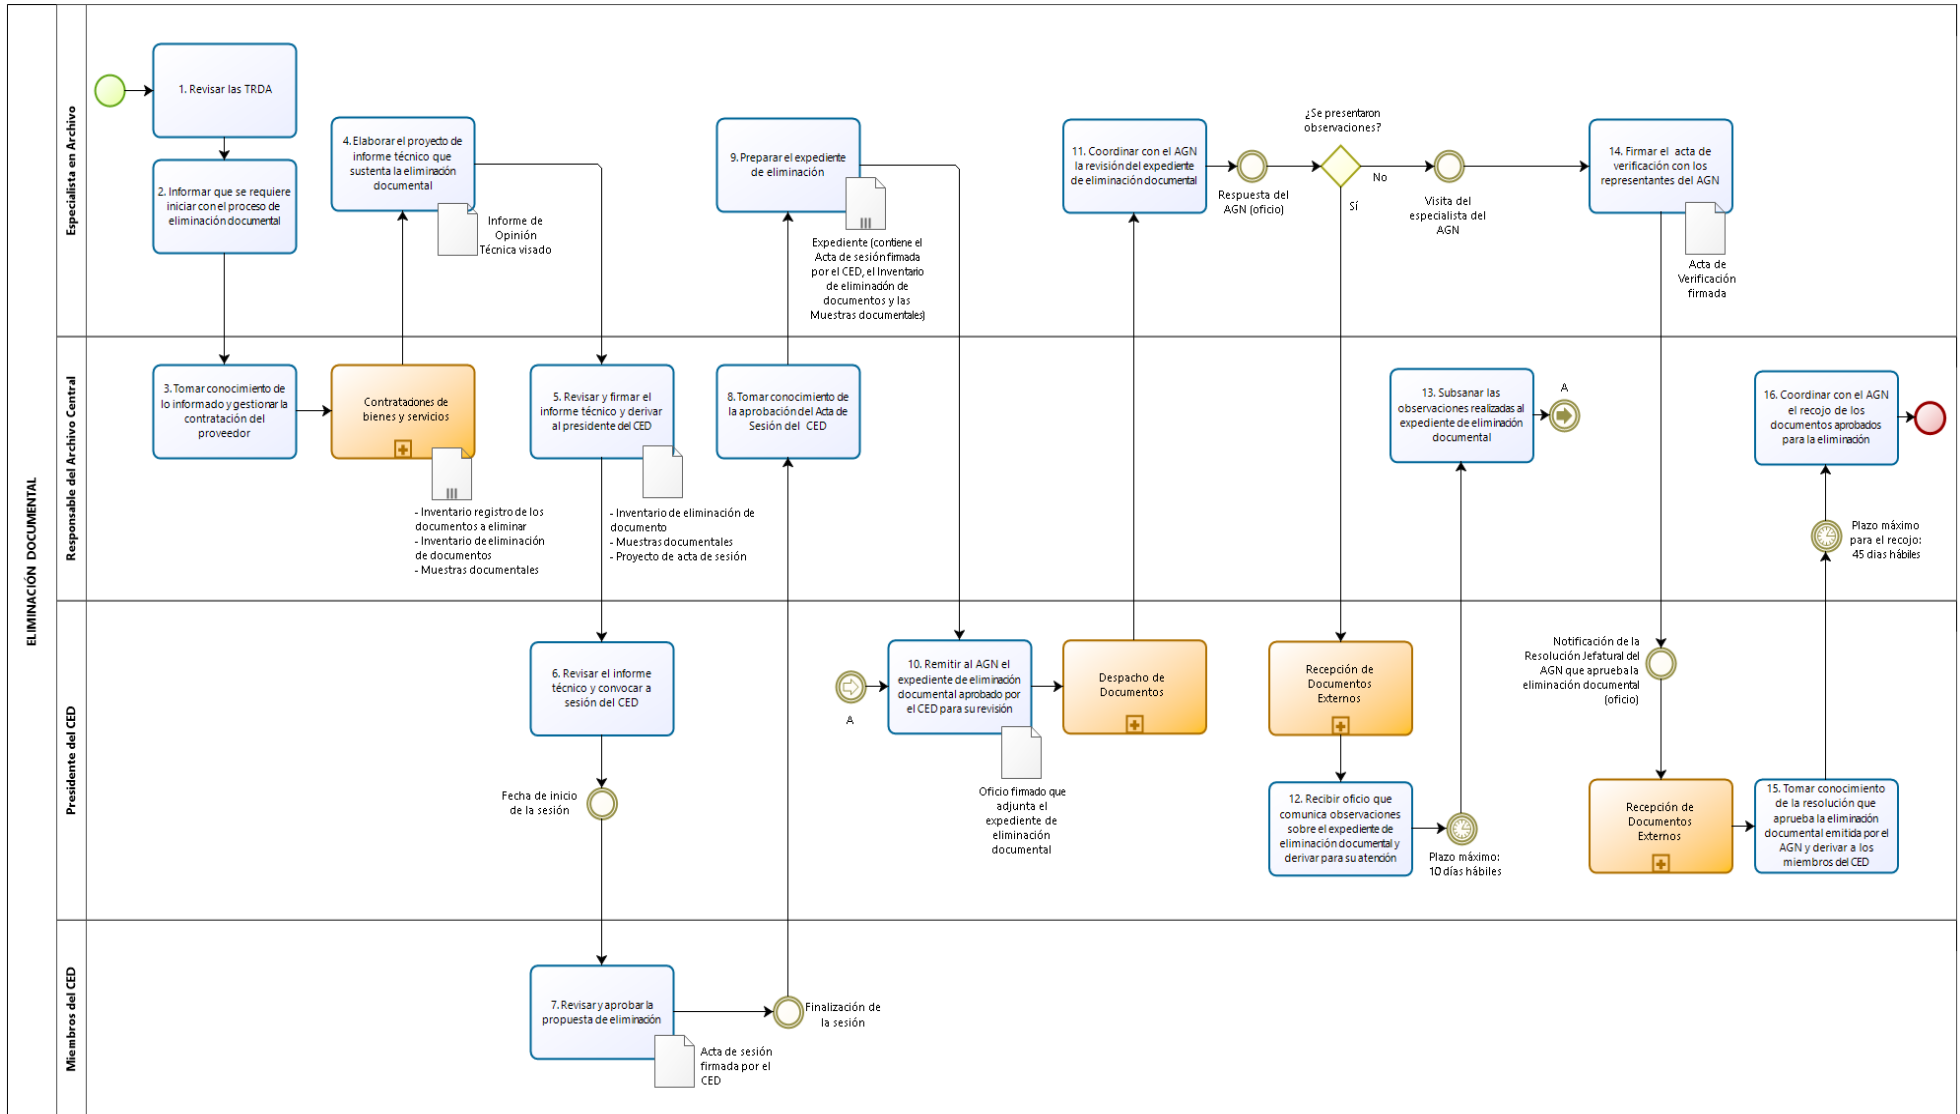 ELIMINACIÓN DOCUMENTAL
Especialista en Archivo
1. Revisar las TRDA
2. Informar que se requiere
iniciar con el proceso de
eliminación documental
4. Elaborar el proyecto de
informe técnico que
sustenta la eliminación
documental
Informe de
Opinión
Técnica visado
9. Preparar el expediente
de eliminación
Expediente (contiene el
Acta de sesión firmada
por el CED, el Inventario
de eliminación de
documentos y las
Muestras documentales)
11. Coordinar con el AGN
la revisión del expediente
de eliminación documental
Respuesta del
AGN (oficio)
¿Se presentaron
observaciones?
No
Sí
Visita del
especialista del
AGN
14. Firmar el acta de
verificación con los
representantes del AGN
Acta de
Verificación
firmada
Responsable del Archivo Central
3. Tomar conocimiento de
lo informado y gestionar la
contratación del
proveedor
Contrataciones de
bienes y servicios
- Inventario registro de los
documentos a eliminar
- Inventario de eliminación
de documentos
- Muestras documentales
5. Revisar y firmar el
informe técnico y derivar
al presidente del CED
- Inventario de eliminación de
documento
- Muestras documentales
- Proyecto de acta de sesión
8. Tomar conocimiento de
la aprobación del Acta de
Sesión del CED
13. Subsanar las
observaciones realizadas al
expediente de eliminación
documental
A
16. Coordinar con el AGN
el recojo de los
documentos aprobados
para la eliminación
Plazo máximo
para el recojo:
45 dias hábiles
Presidente del CED
6. Revisar el informe
técnico y convocar a
sesión del CED
Fecha de inicio
de la sesión
A
10. Remitir al AGN el
expediente de eliminación
documental aprobado por
el CED para su revisión
Oficio firmado que
adjunta el
expediente de
eliminación
documental
Despacho de
Documentos
Recepción de
Documentos
Externos
12. Recibir oficio que
comunica observaciones
sobre el expediente de
eliminación documental y
derivar para su atención
Plazo máximo:
10 días hábiles
Notificación de la
Resolución Jefatural del
AGN que aprueba la
eliminación documental
(oficio)
Recepción de
Documentos
Externos
15. Tomar conocimiento
de la resolución que
aprueba la eliminación
documental emitida por el
AGN y derivar a los
miembros del CED
Miembros del CED
7. Revisar y aprobar la
propuesta de eliminación
Acta de sesión
firmada por el
CED
Finalización de
la sesión